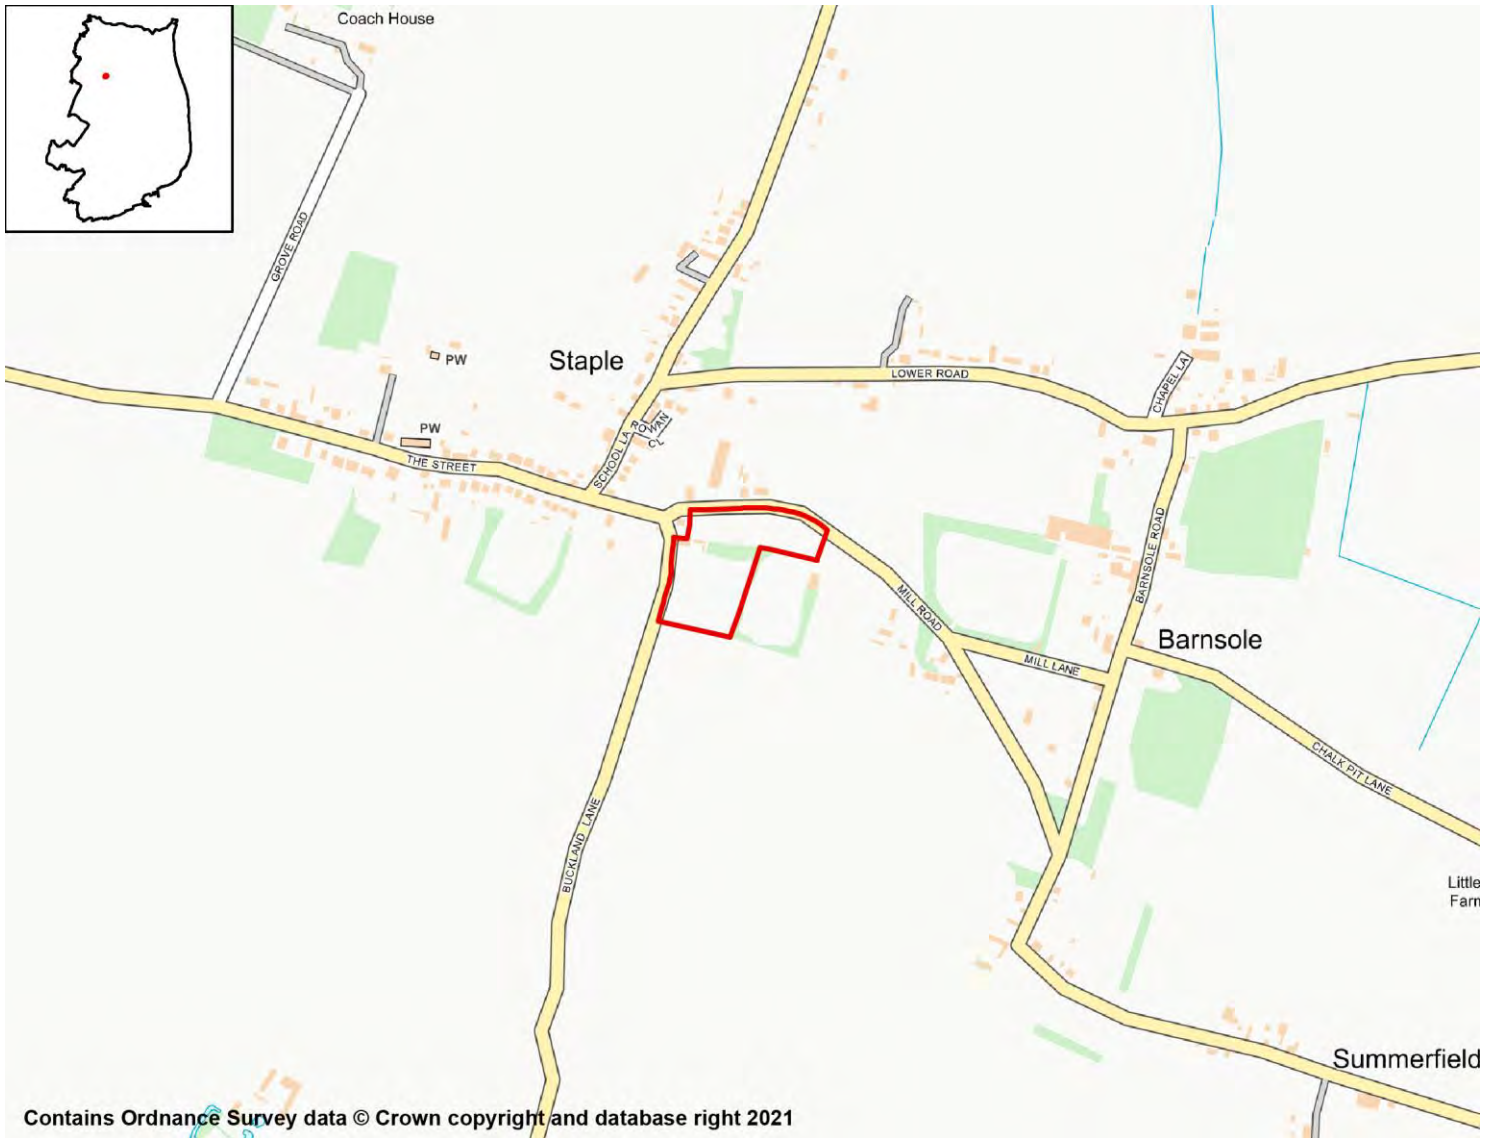 Coach House
GROVE ROAD
PW
Staple
LOWER ROAD
CHAPEL LA
PW
THE STREET
SCHOOL LA
CL
BARNSOLE ROAD
MILL ROAD
Barnsole
MILL LANE
CHALK PIT LANE
BUCKLAND LANE
Little
Farm
Summerfield
Contains Ordnance Survey data © Crown copyright and database right 2021